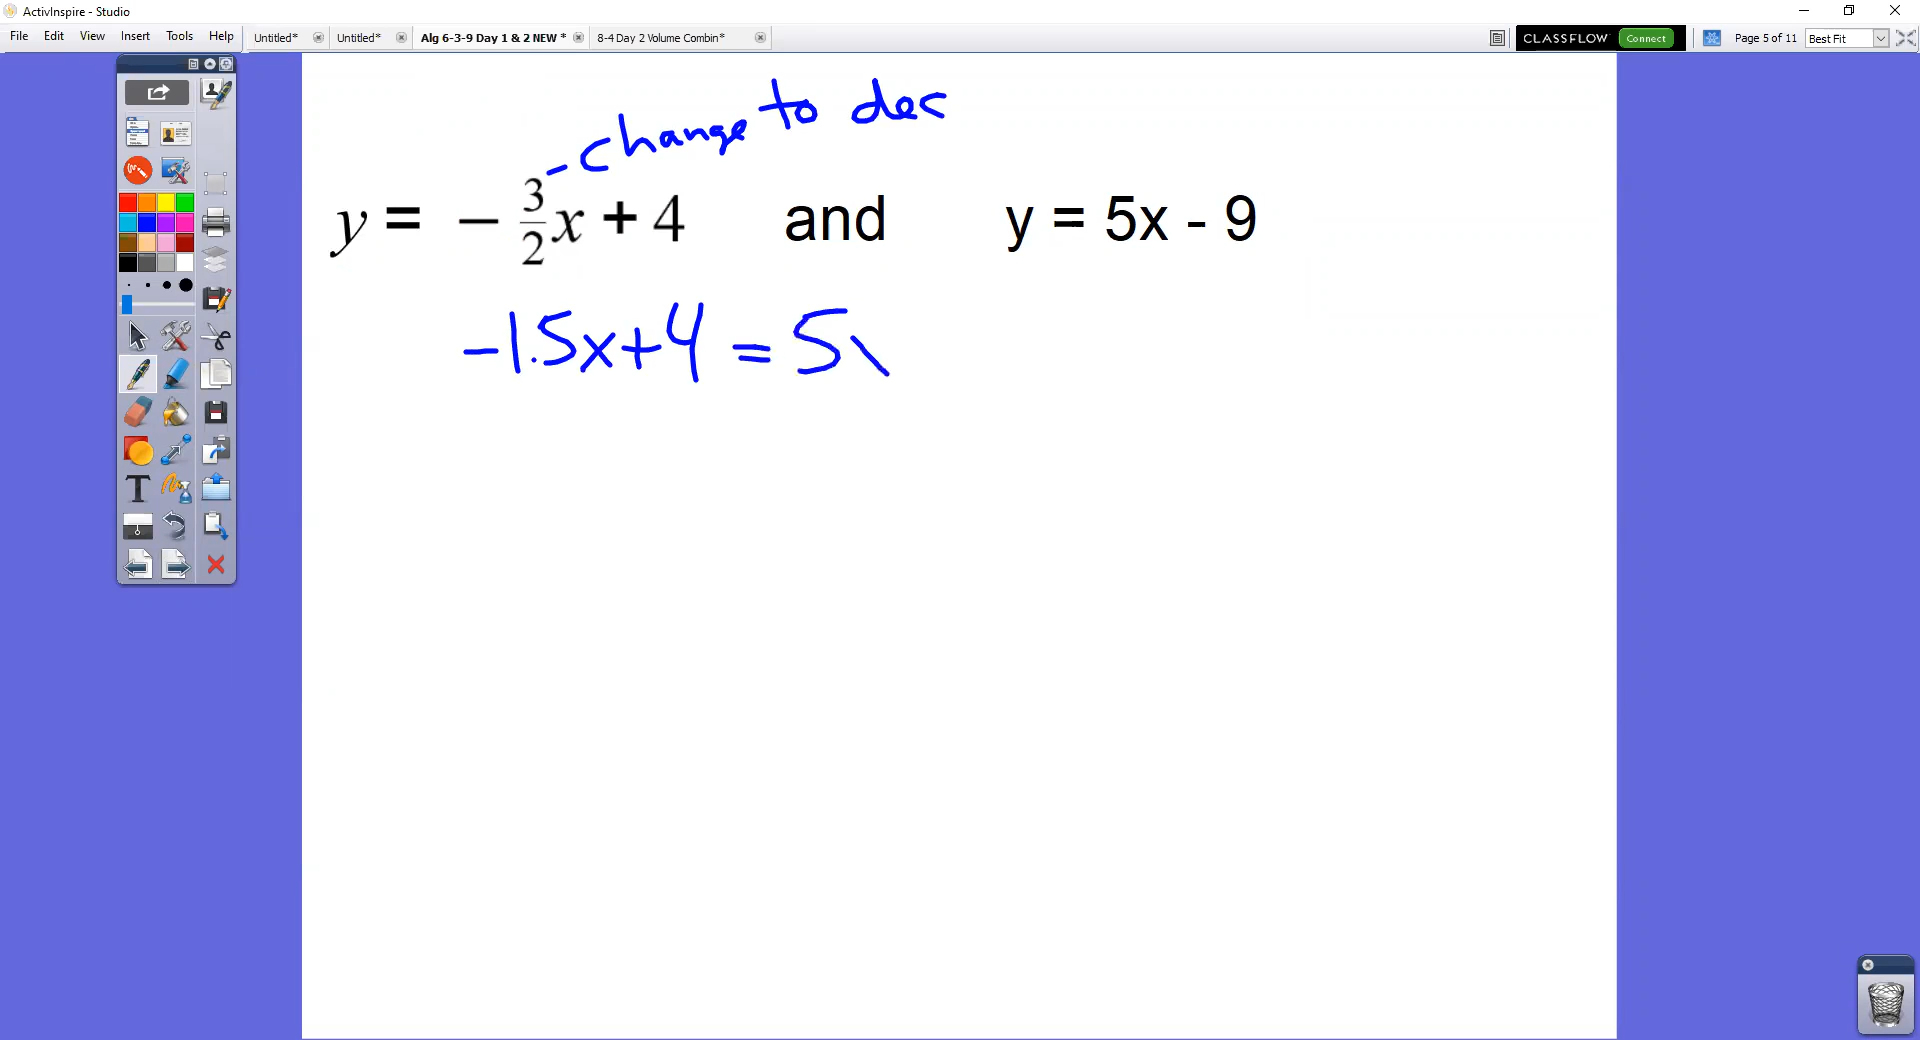 ActivInspire - Studio
File Edit View Insert Tools Help
Untitled* Untitled* Alg 6-3-9 Day 1 & 2 NEW * 8-4 Day 2 Volume Combin*
CLASSFLOW Connect Page 5 of 11 Best Fit
- change to dec
y = - 3/2 x + 4 and y = 5x - 9
-1.5x+4 = 5\
T